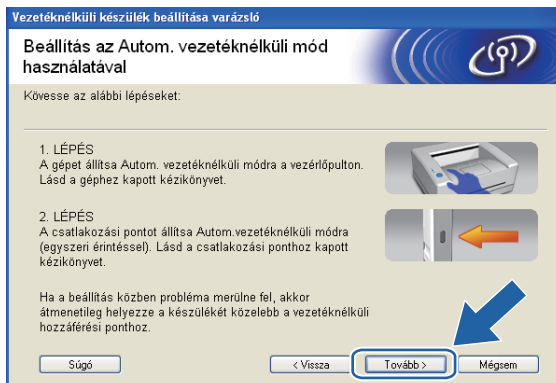 Vezetéknélküli készülék beállítása varázsló
Beállítás az Autom. vezetéknélküli mód
használatával
Kövesse az alábbi lépéseket:
1. LÉPÉS
A gépet állítsa Autom. vezetéknélküli módra a vezérlőpulton.
Lásd a géphez kapott kézikönyvet.
2. LÉPÉS
A csatlakozási pontot állítsa Autom.vezetéknélküli módra
(egyszeri érintéssel). Lásd a csatlakozási ponthoz kapott
kézikönyvet.
Ha a beállítás közben probléma merülne fel, akkor
átmenetileg helyezze a készülékét közelebb a vezetéknélküli
hozzáférési ponthoz.
Súgó < Vissza Tovább > Mégsem